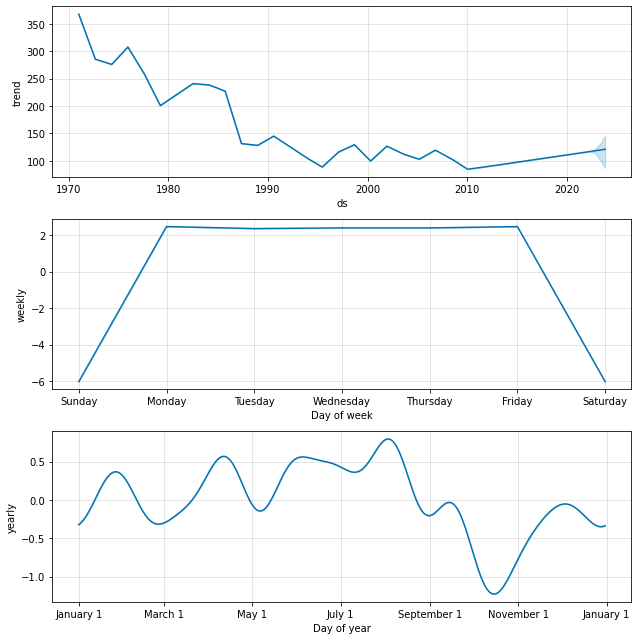 350
300
250
200
150
100
trend
1970 1980 1990 2000 2010 2020
ds
2
0
−2
−4
−6
weekly
Sunday Monday Tuesday Wednesday Thursday Friday Saturday
Day of week
0.5
0.0
−0.5
−1.0
yearly
January 1 March 1 May 1 July 1 September 1 November 1 January 1
Day of year